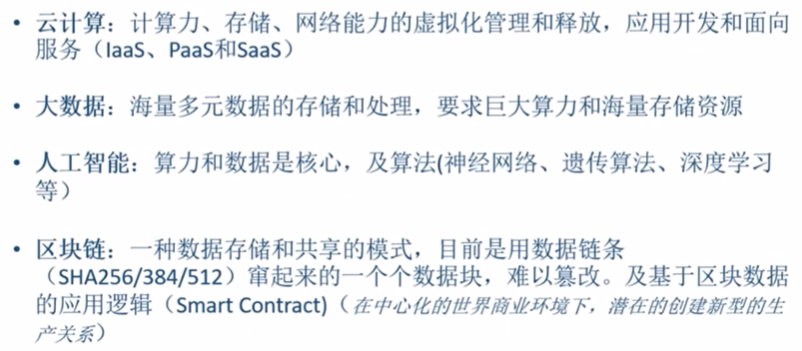 • 云计算：计算力、存储、网络能力的虚拟化管理和释放，应用开发和面向
服务（IaaS、PaaS和SaaS）
• 大数据：海量多元数据的存储和处理，要求巨大算力和海量存储资源
• 人工智能：算力和数据是核心，及算法(神经网络、遗传算法、深度学习
等）
• 区块链：一种数据存储和共享的模式，目前是用数据链条
（SHA256/384/512）窜起来的一个个数据块，难以篡改。及基于区块数据
的应用逻辑（Smart Contract)（在中心化的世界商业环境下，潜在的创建新型的生
产关系）